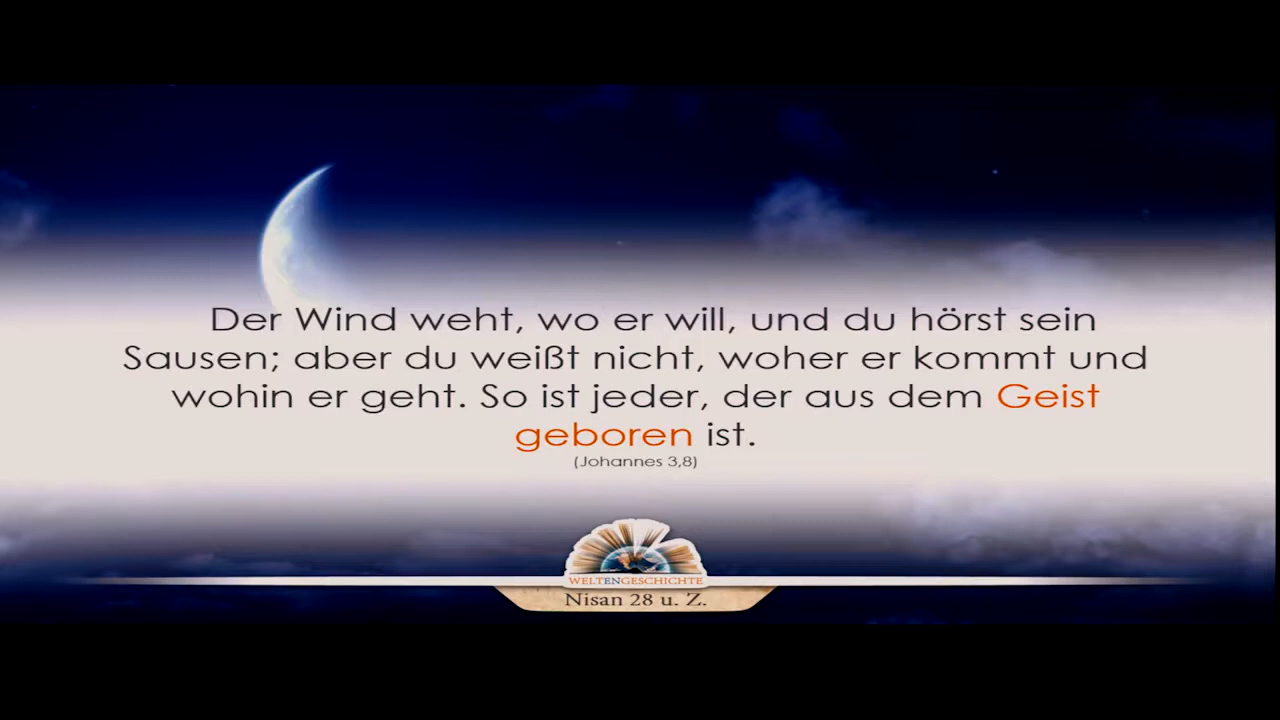 Der Wind weht, wo er will, und du hörst sein
Sausen; aber du weißt nicht, woher er kommt und
wohin er geht. So ist jeder, der aus dem Geist
geboren ist.
(Johannes 3,8)
WELTENGESCHICHTE
Nisan 28 u. Z.